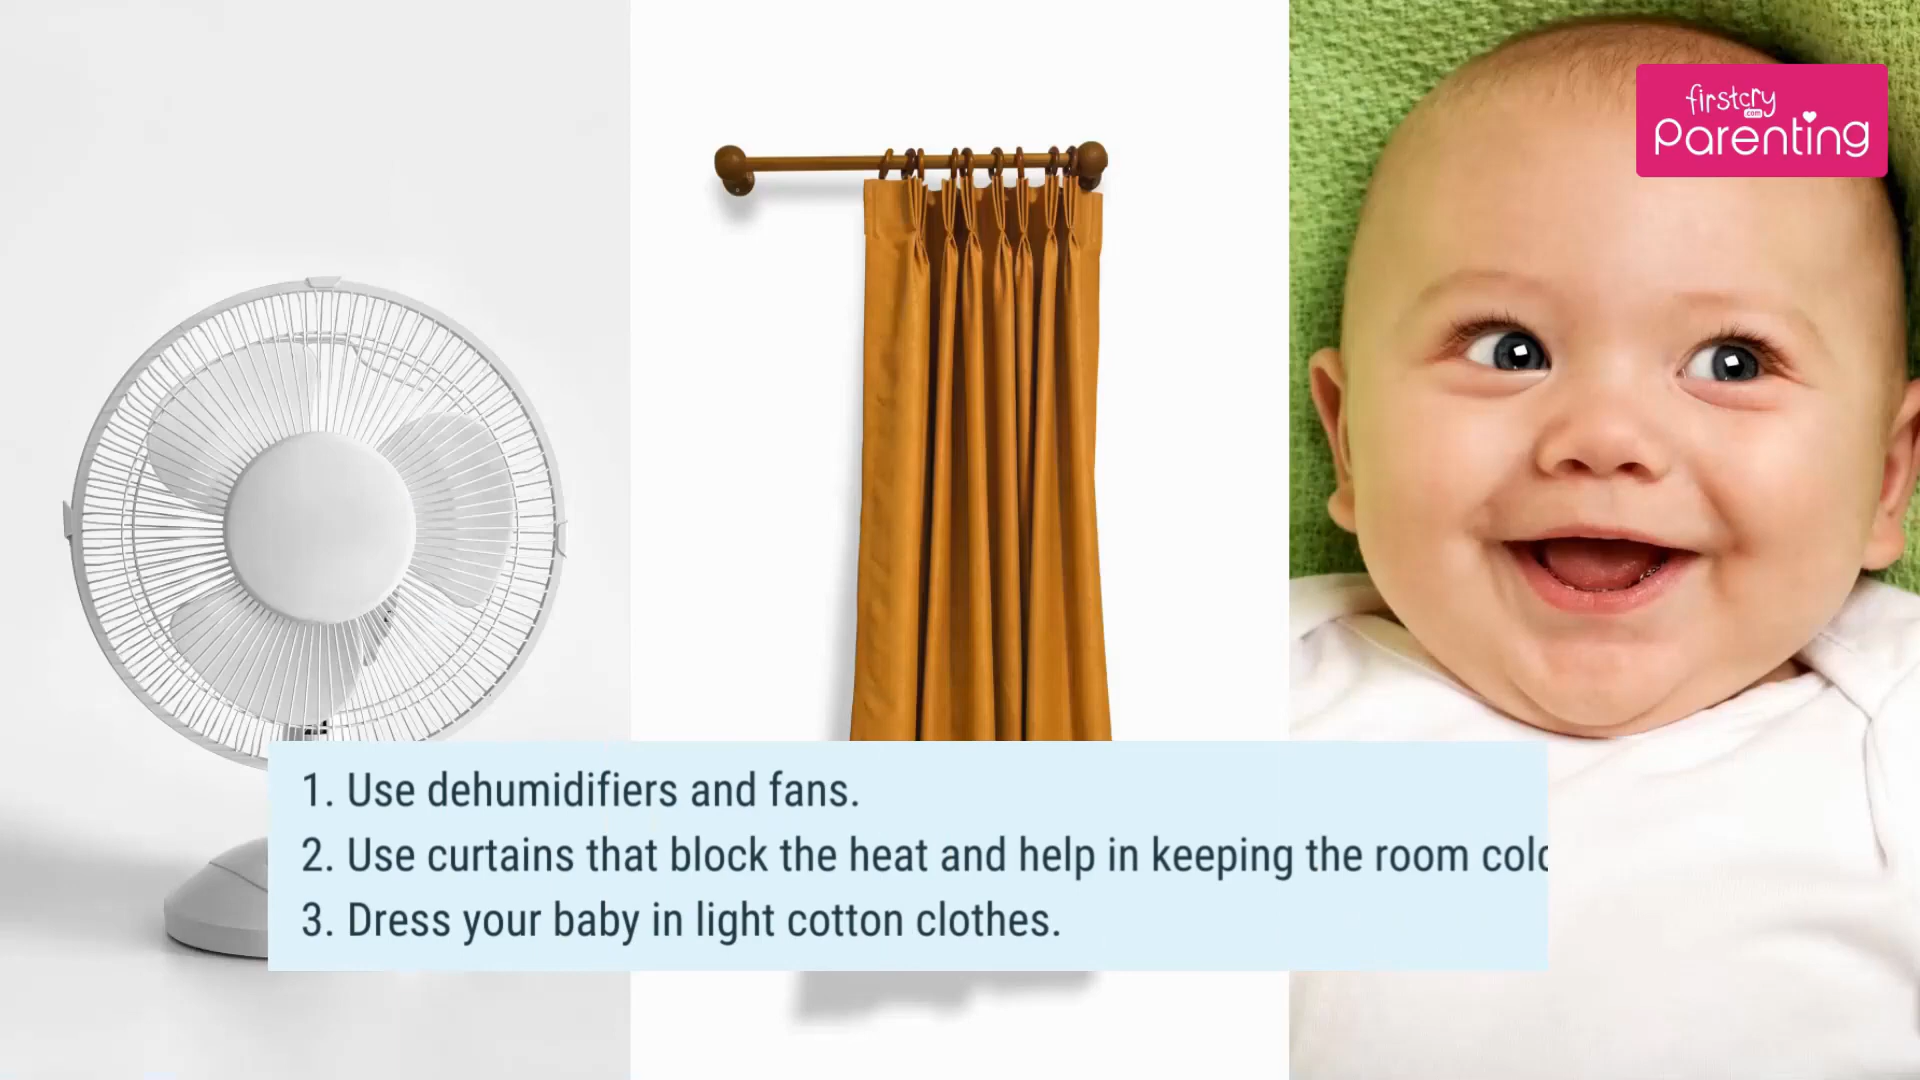 firstcry
.com
Parenting
1. Use dehumidifiers and fans.
2. Use curtains that block the heat and help in keeping the room
3. Dress your baby in light cotton clothes.